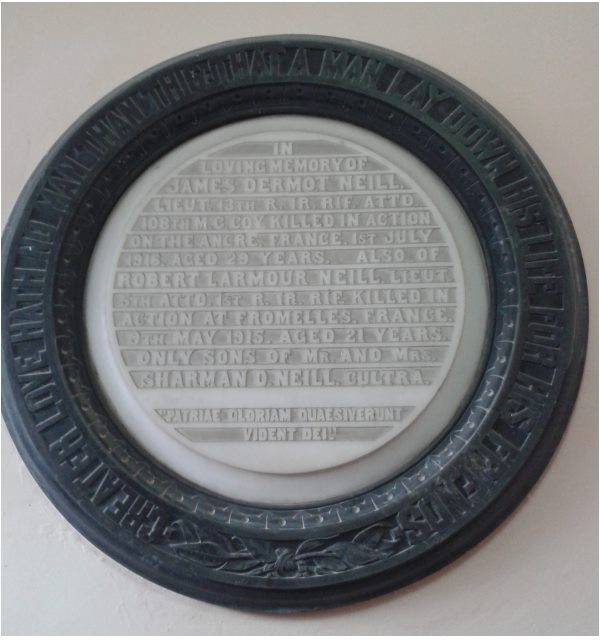 GREATER LOVE HATH NO MAN THAN THIS THAT A MAN LAY DOWN HIS LIFE FOR HIS FRIENDS
IN
LOVING MEMORY OF
JAMES DERMOT NEILL.
LIEUT. 13TH R. IR. RIF. ATTD.
108TH M.G. COY KILLED IN ACTION
ON THE ANCRE, FRANCE, 1ST JULY
1916, AGED 29 YEARS. ALSO OF
ROBERT LARMOUR NEILL, LIEUT.
5TH ATTD. 1ST R. IR. RIF. KILLED IN
ACTION AT FROMELLES, FRANCE,
9TH MAY 1915, AGED 21 YEARS.
ONLY SONS OF MR AND MRS.
SHARMAN D. NEILL, CULTRA.
"PATRIAE GLORIAM QUAESIVERUNT
VIDENT DEI."